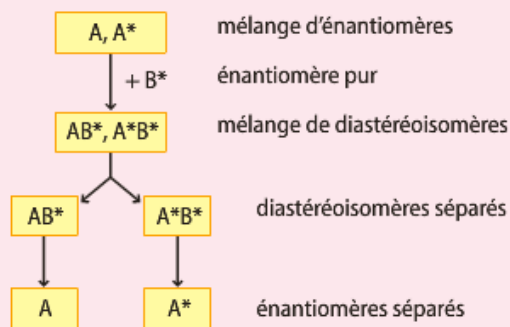 A, A* mélange d'énantiomères
+ B* énantiomère pur
AB*, A*B* mélange de diastéréoisomères
AB* A*B* diastéréoisomères séparés
A A* énantiomères séparés